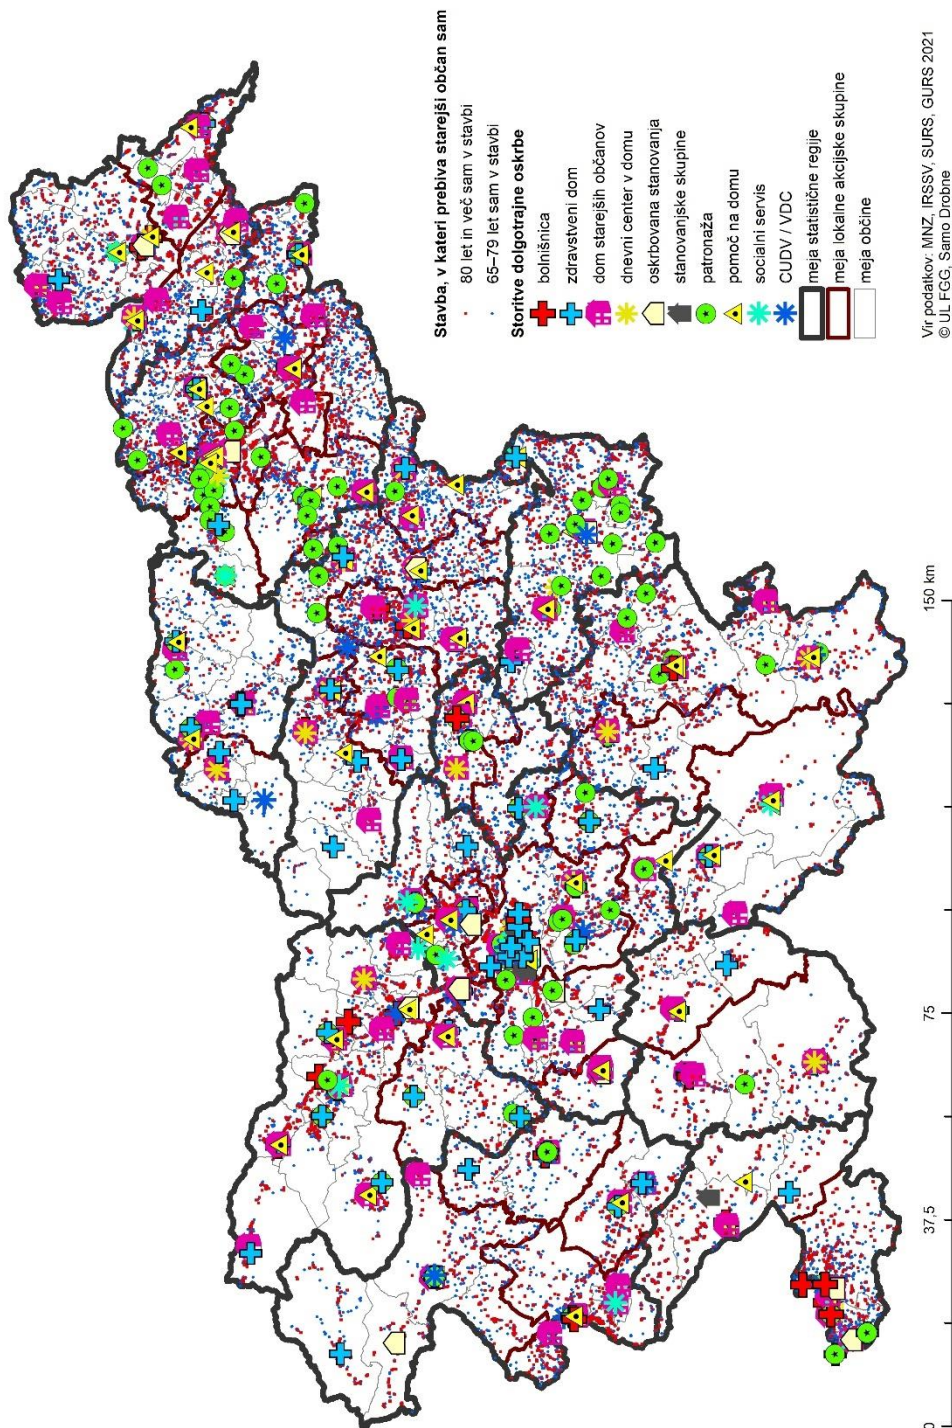 Stavba, v kateri prebiva starejši občan sam
80 let in več sam v stavbi
65–79 let sam v stavbi
Storitve dolgotrajne oskrbe
bolnišnica
zdravstveni dom
dom starejših občanov
dnevni center v domu
oskrbovana stanovanja
stanovanjske skupine
patronaža
pomoč na domu
socialni servis
CUDV / VDC
meja statistične regije
meja lokalne akcijske skupine
meja občine
Vir podatkov: MNZ, IRSSV, SURS, GURS 2021
© UL FGG, Samo Drobne
0 37,5 75 150 km